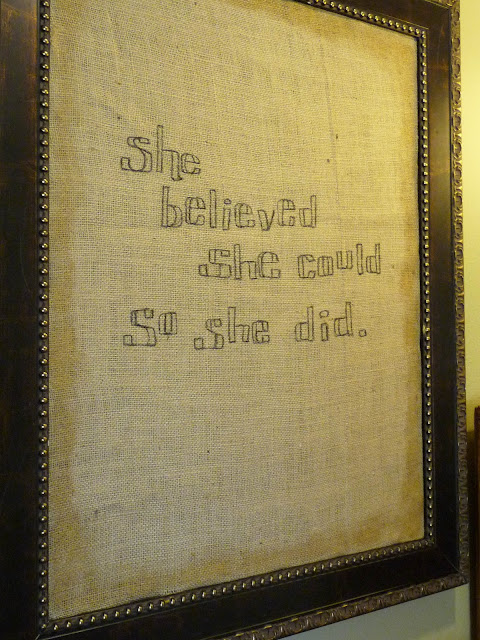 she
believed
she could
so she did.